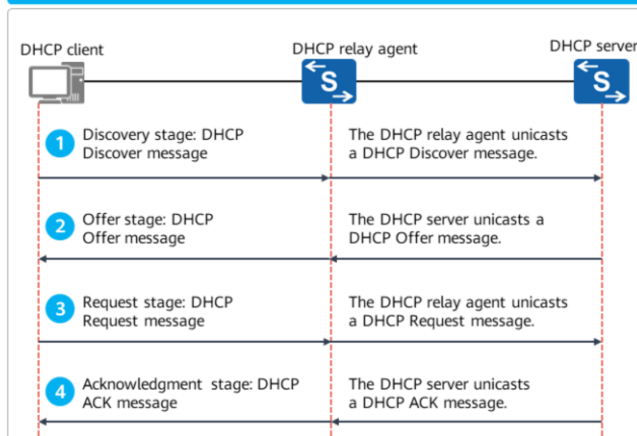 DHCP client
DHCP relay agent
DHCP server
S
S
1
Discovery stage: DHCP
Discover message
The DHCP relay agent unicasts
a DHCP Discover message.
2
Offer stage: DHCP
Offer message
The DHCP server unicasts a
DHCP Offer message.
3
Request stage: DHCP
Request message
The DHCP relay agent unicasts
a DHCP Request message.
4
Acknowledgment stage: DHCP
ACK message
The DHCP server unicasts
a DHCP ACK message.